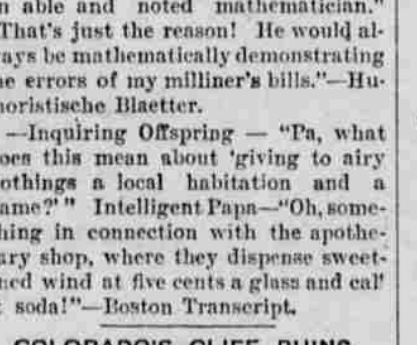 n able and noted mathematician."
That's just the reason! He would al-
ays be mathematically demonstrating
e errors of my milliner's bills."—Hu-
oristische Blaetter.
—Inquiring Offspring — "Pa, what
oes this mean about 'giving to airy
othings a local habitation and a
ame?'" Intelligent Papa—"Oh, some-
hing in connection with the apothe-
ary shop, where they dispense sweet-
ned wind at five cents a glass and cal'
t soda!"—Boston Transcript.
COLORADO'S CLIFF RUINS